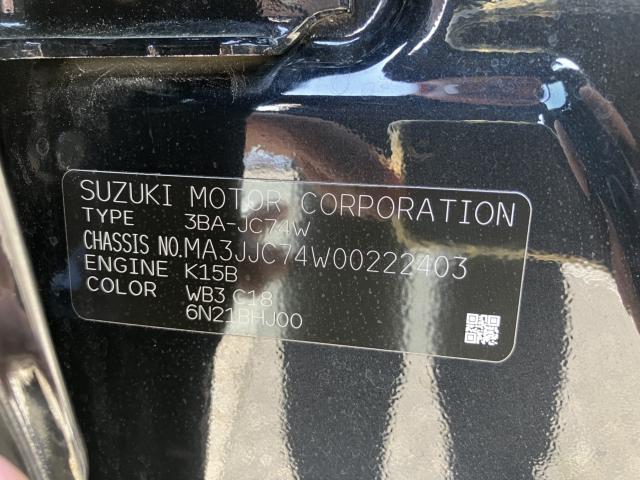 SUZUKI MOTOR CORPORATION
TYPE 3BA-JC74W
CHASSIS NO.MA3JJC74W00222403
ENGINE K15B
COLOR WB3 C18
6N21BHJ00